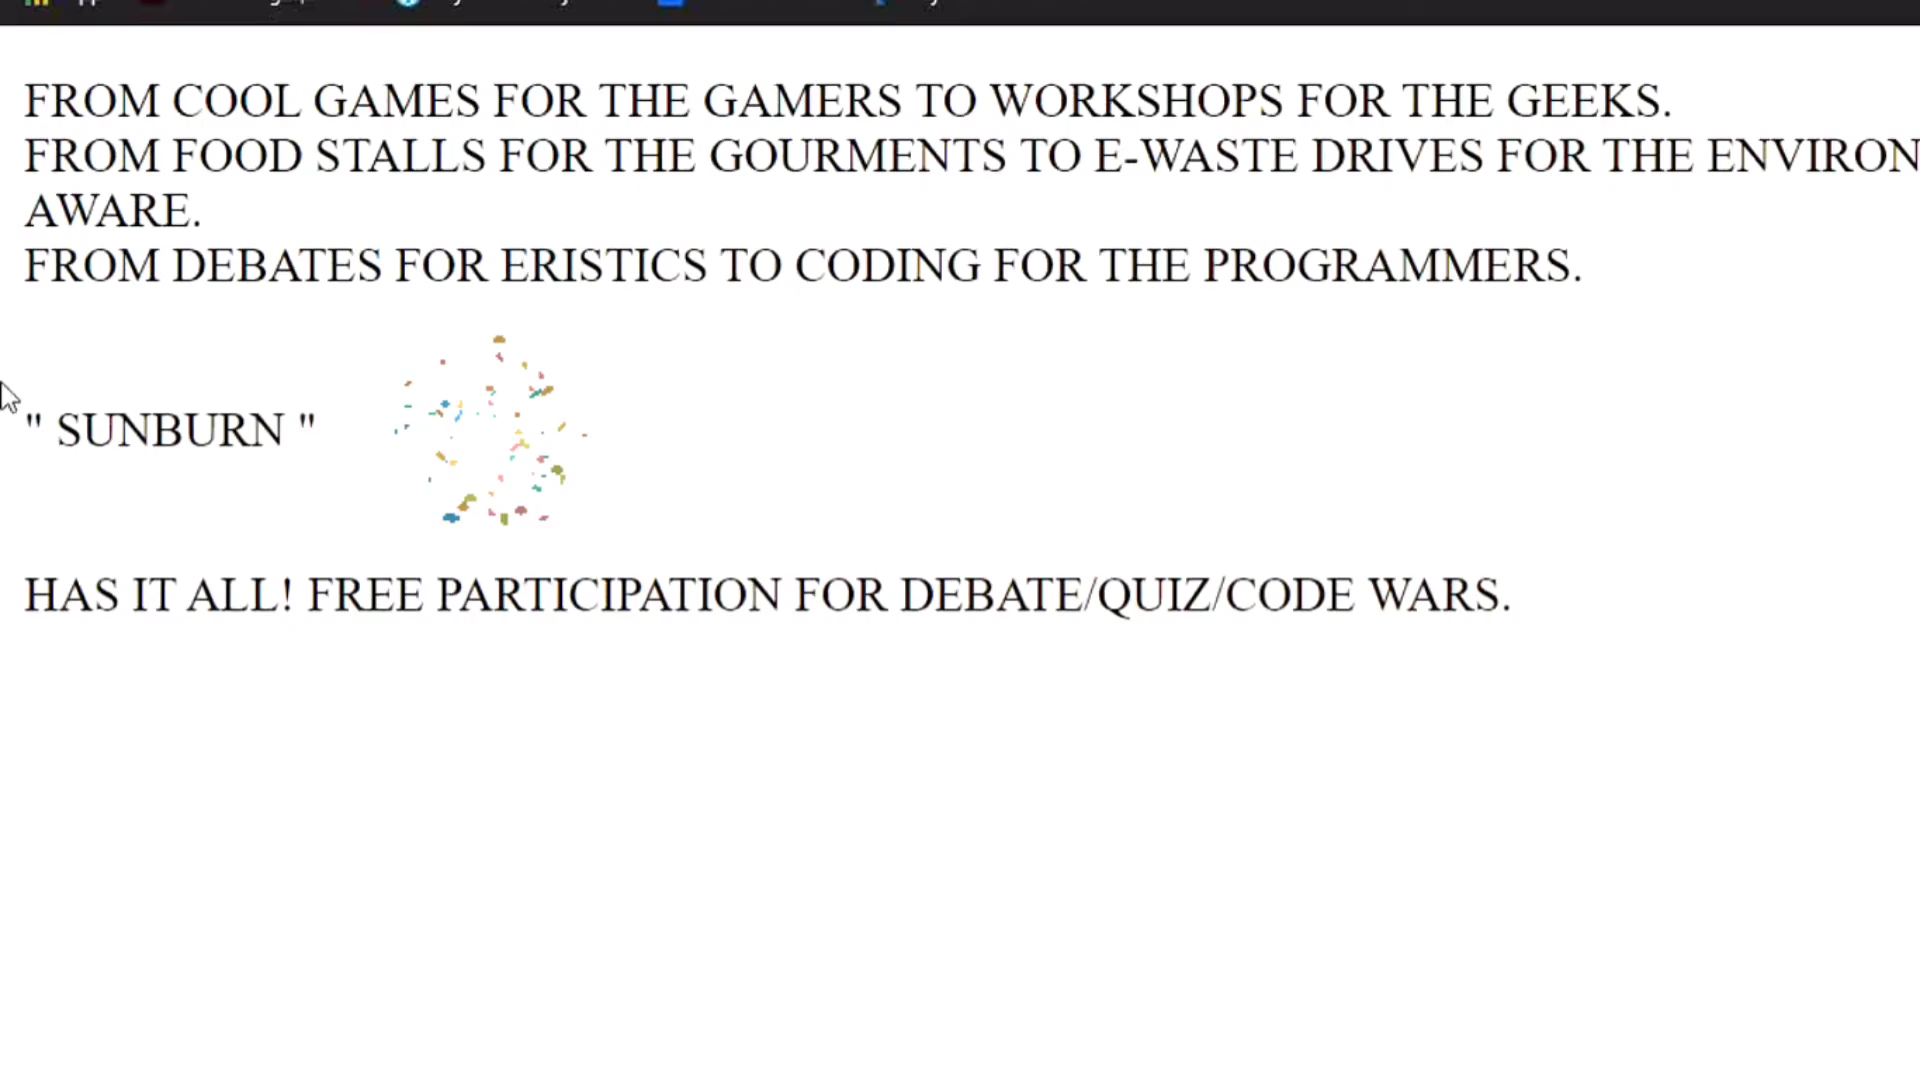 FROM COOL GAMES FOR THE GAMERS TO WORKSHOPS FOR THE GEEKS.
FROM FOOD STALLS FOR THE GOURMENTS TO E-WASTE DRIVES FOR THE ENVIRON
AWARE.
FROM DEBATES FOR ERISTICS TO CODING FOR THE PROGRAMMERS.
" SUNBURN "
HAS IT ALL! FREE PARTICIPATION FOR DEBATE/QUIZ/CODE WARS.